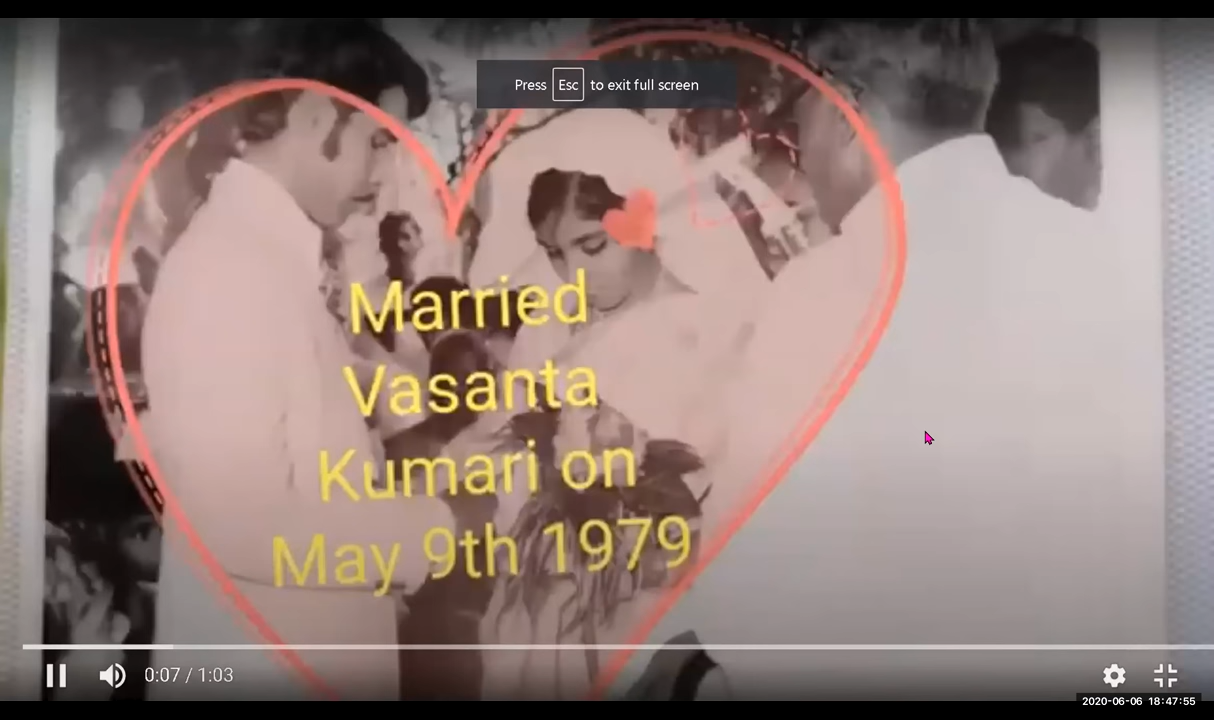 Press Esc to exit full screen
Married
Vasanta
Kumari on
May 9th 1979
0:07 / 1:03
2020-06-06 18:47:55